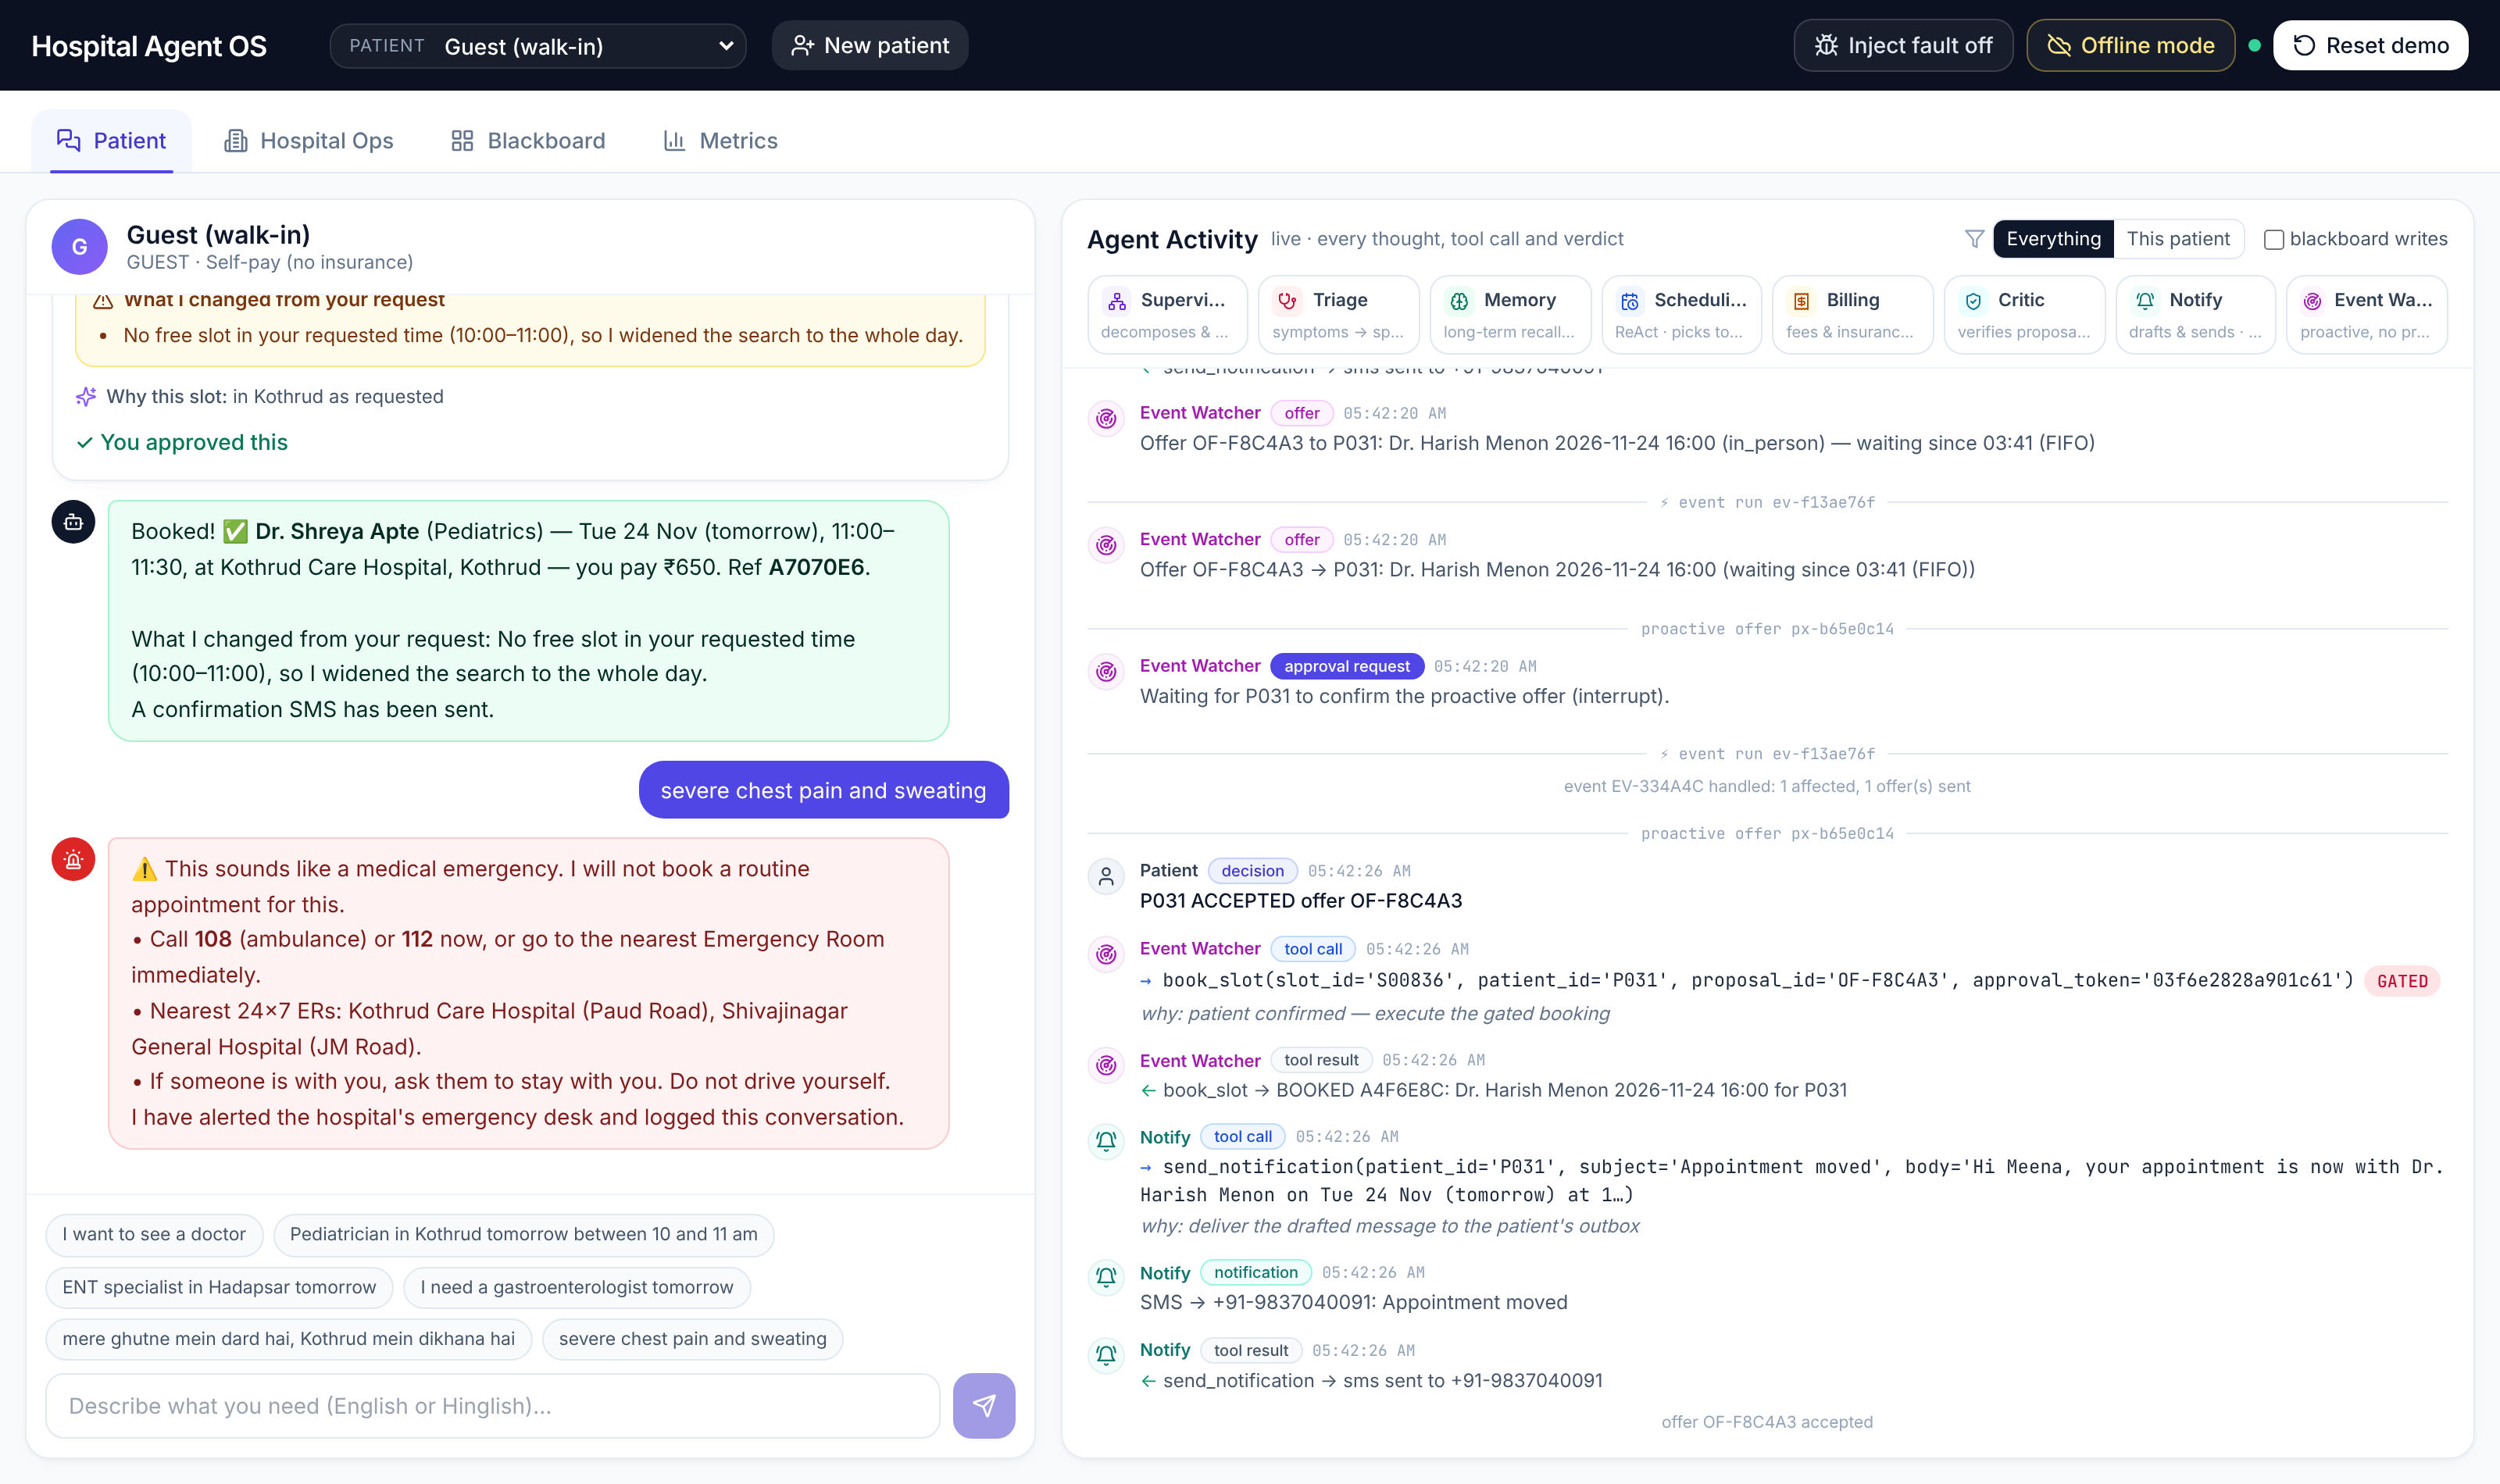 Hospital Agent OS
PATIENT Guest (walk-in)
New patient
Inject fault off
Offline mode
Reset demo
Patient
Hospital Ops
Blackboard
Metrics
G
Guest (walk-in)
GUEST · Self-pay (no insurance)
What I changed from your request
• No free slot in your requested time (10:00–11:00), so I widened the search to the whole day.
Why this slot: in Kothrud as requested
✓ You approved this
Booked! ✅ Dr. Shreya Apte (Pediatrics) — Tue 24 Nov (tomorrow), 11:00–
11:30, at Kothrud Care Hospital, Kothrud — you pay ₹650. Ref A7070E6.
What I changed from your request: No free slot in your requested time
(10:00–11:00), so I widened the search to the whole day.
A confirmation SMS has been sent.
severe chest pain and sweating
⚠️ This sounds like a medical emergency. I will not book a routine
appointment for this.
• Call 108 (ambulance) or 112 now, or go to the nearest Emergency Room
immediately.
• Nearest 24×7 ERs: Kothrud Care Hospital (Paud Road), Shivajinagar
General Hospital (JM Road).
• If someone is with you, ask them to stay with you. Do not drive yourself.
I have alerted the hospital's emergency desk and logged this conversation.
I want to see a doctor
Pediatrician in Kothrud tomorrow between 10 and 11 am
ENT specialist in Hadapsar tomorrow
I need a gastroenterologist tomorrow
mere ghutne mein dard hai, Kothrud mein dikhana hai
severe chest pain and sweating
Describe what you need (English or Hinglish)...
Agent Activity live · every thought, tool call and verdict
Everything
This patient
blackboard writes
Supervi...
decomposes & ...
Triage
symptoms → sp...
Memory
long-term recall...
Scheduli...
ReAct · picks to...
Billing
fees & insuranc...
Critic
verifies proposa...
Notify
drafts & sends · ...
Event Wa...
proactive, no pr...
← send_notification → sms sent to +91-9837040091
Event Watcher offer 05:42:20 AM
Offer OF-F8C4A3 to P031: Dr. Harish Menon 2026-11-24 16:00 (in_person) — waiting since 03:41 (FIFO)
⚡ event run ev-f13ae76f
Event Watcher offer 05:42:20 AM
Offer OF-F8C4A3 → P031: Dr. Harish Menon 2026-11-24 16:00 (waiting since 03:41 (FIFO))
proactive offer px-b65e0c14
Event Watcher approval request 05:42:20 AM
Waiting for P031 to confirm the proactive offer (interrupt).
⚡ event run ev-f13ae76f
event EV-334A4C handled: 1 affected, 1 offer(s) sent
proactive offer px-b65e0c14
Patient decision 05:42:26 AM
P031 ACCEPTED offer OF-F8C4A3
Event Watcher tool call 05:42:26 AM
→ book_slot(slot_id='S00836', patient_id='P031', proposal_id='OF-F8C4A3', approval_token='03f6e2828a901c61') GATED
why: patient confirmed — execute the gated booking
Event Watcher tool result 05:42:26 AM
← book_slot → BOOKED A4F6E8C: Dr. Harish Menon 2026-11-24 16:00 for P031
Notify tool call 05:42:26 AM
→ send_notification(patient_id='P031', subject='Appointment moved', body='Hi Meena, your appointment is now with Dr.
Harish Menon on Tue 24 Nov (tomorrow) at 1…)
why: deliver the drafted message to the patient's outbox
Notify notification 05:42:26 AM
SMS → +91-9837040091: Appointment moved
Notify tool result 05:42:26 AM
← send_notification → sms sent to +91-9837040091
offer OF-F8C4A3 accepted